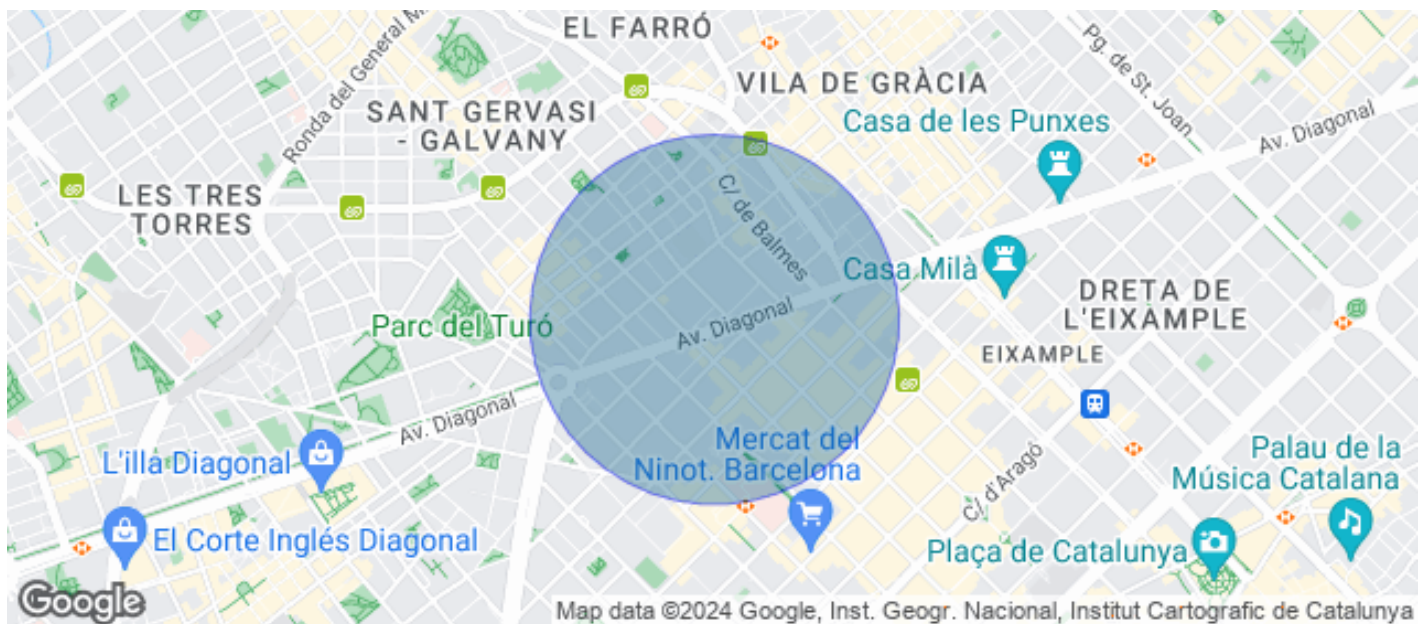 EL FARRÓ
Ronda del General M
SANT GERVASI
- GALVANY
VILA DE GRÀCIA
Pg. de St. Joan
Casa de les Punxes
Av. Diagonal
LES TRES
TORRES
C/ de Balmes
Casa Milà
DRETA DE
L'EIXAMPLE
Parc del Turó
Av. Diagonal
EIXAMPLE
Av. Diagonal
L'illa Diagonal
Mercat del
Ninot. Barcelona
C/ d'Aragó
Palau de la
Música Catalana
El Corte Inglés Diagonal
Plaça de Catalunya
Google
Map data ©2024 Google, Inst. Geogr. Nacional, Institut Cartografic de Catalunya